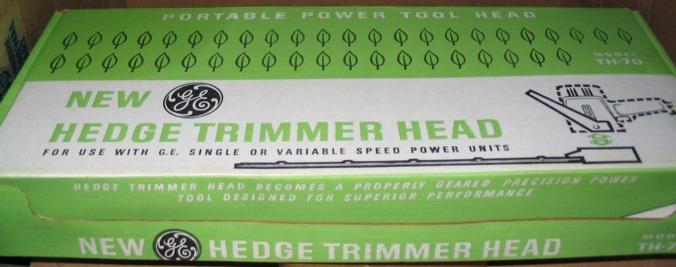 PORTABLE POWER TOOL HEAD
MODEL
TH-70
NEW GE
HEDGE TRIMMER HEAD
FOR USE WITH G.E. SINGLE OR VARIABLE SPEED POWER UNITS
HEDGE TRIMMER HEAD BECOMES A PROPERLY GEARED PRECISION POWER
TOOL DESIGNED FOR SUPERIOR PERFORMANCE
NEW GE HEDGE TRIMMER HEAD